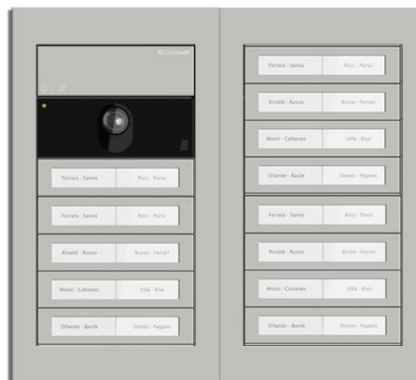 Ferrara - Sanna Ricci - Parisi
Ferrara - Sanna Ricci - Parisi
Rinaldi - Russo Bruno - Ferrari
Monti - Cattaneo Villa - Riva
Orlando - Basile Donati - Pagano
Ferrara - Sanna Ricci - Parisi
Rinaldi - Russo Bruno - Ferrari
Monti - Cattaneo Villa - Riva
Orlando - Basile Donati - Pagano
Ferrara - Sanna Ricci - Parisi
Rinaldi - Russo Bruno - Ferrari
Monti - Cattaneo Villa - Riva
Orlando - Basile Donati - Pagano